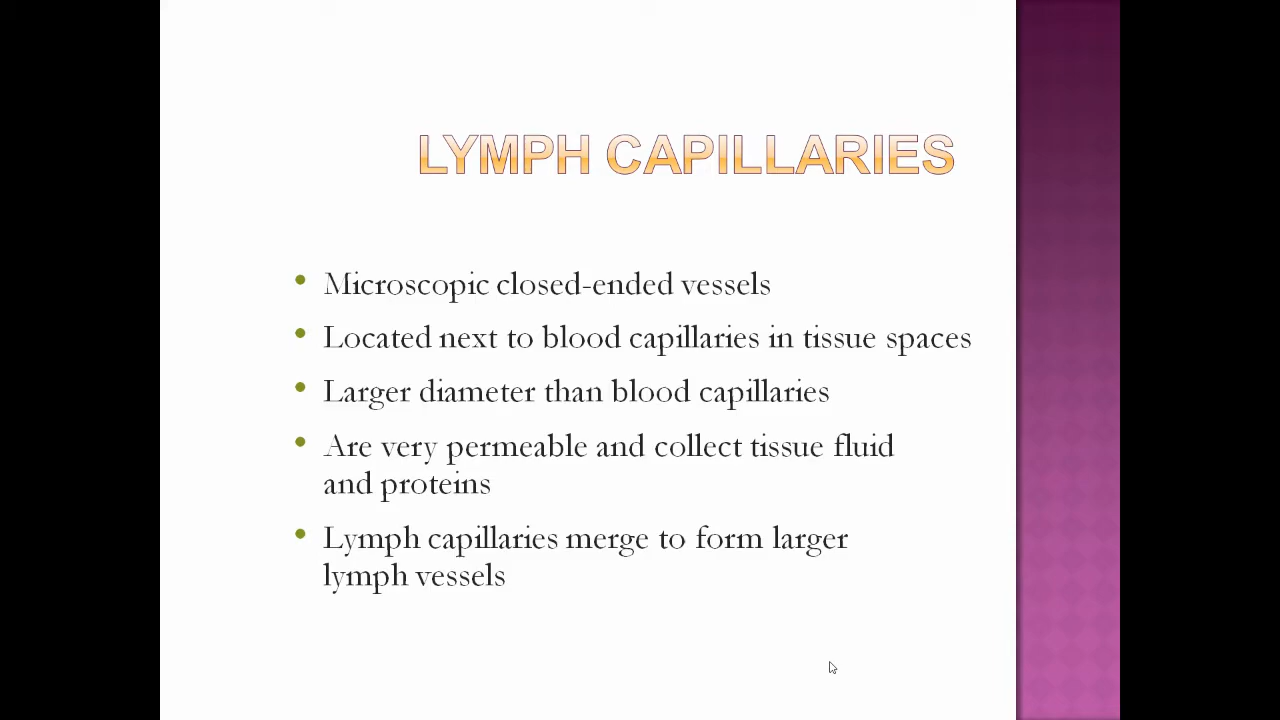 LYMPH CAPILLARIES
• Microscopic closed-ended vessels
• Located next to blood capillaries in tissue spaces
• Larger diameter than blood capillaries
• Are very permeable and collect tissue fluid
and proteins
• Lymph capillaries merge to form larger
lymph vessels